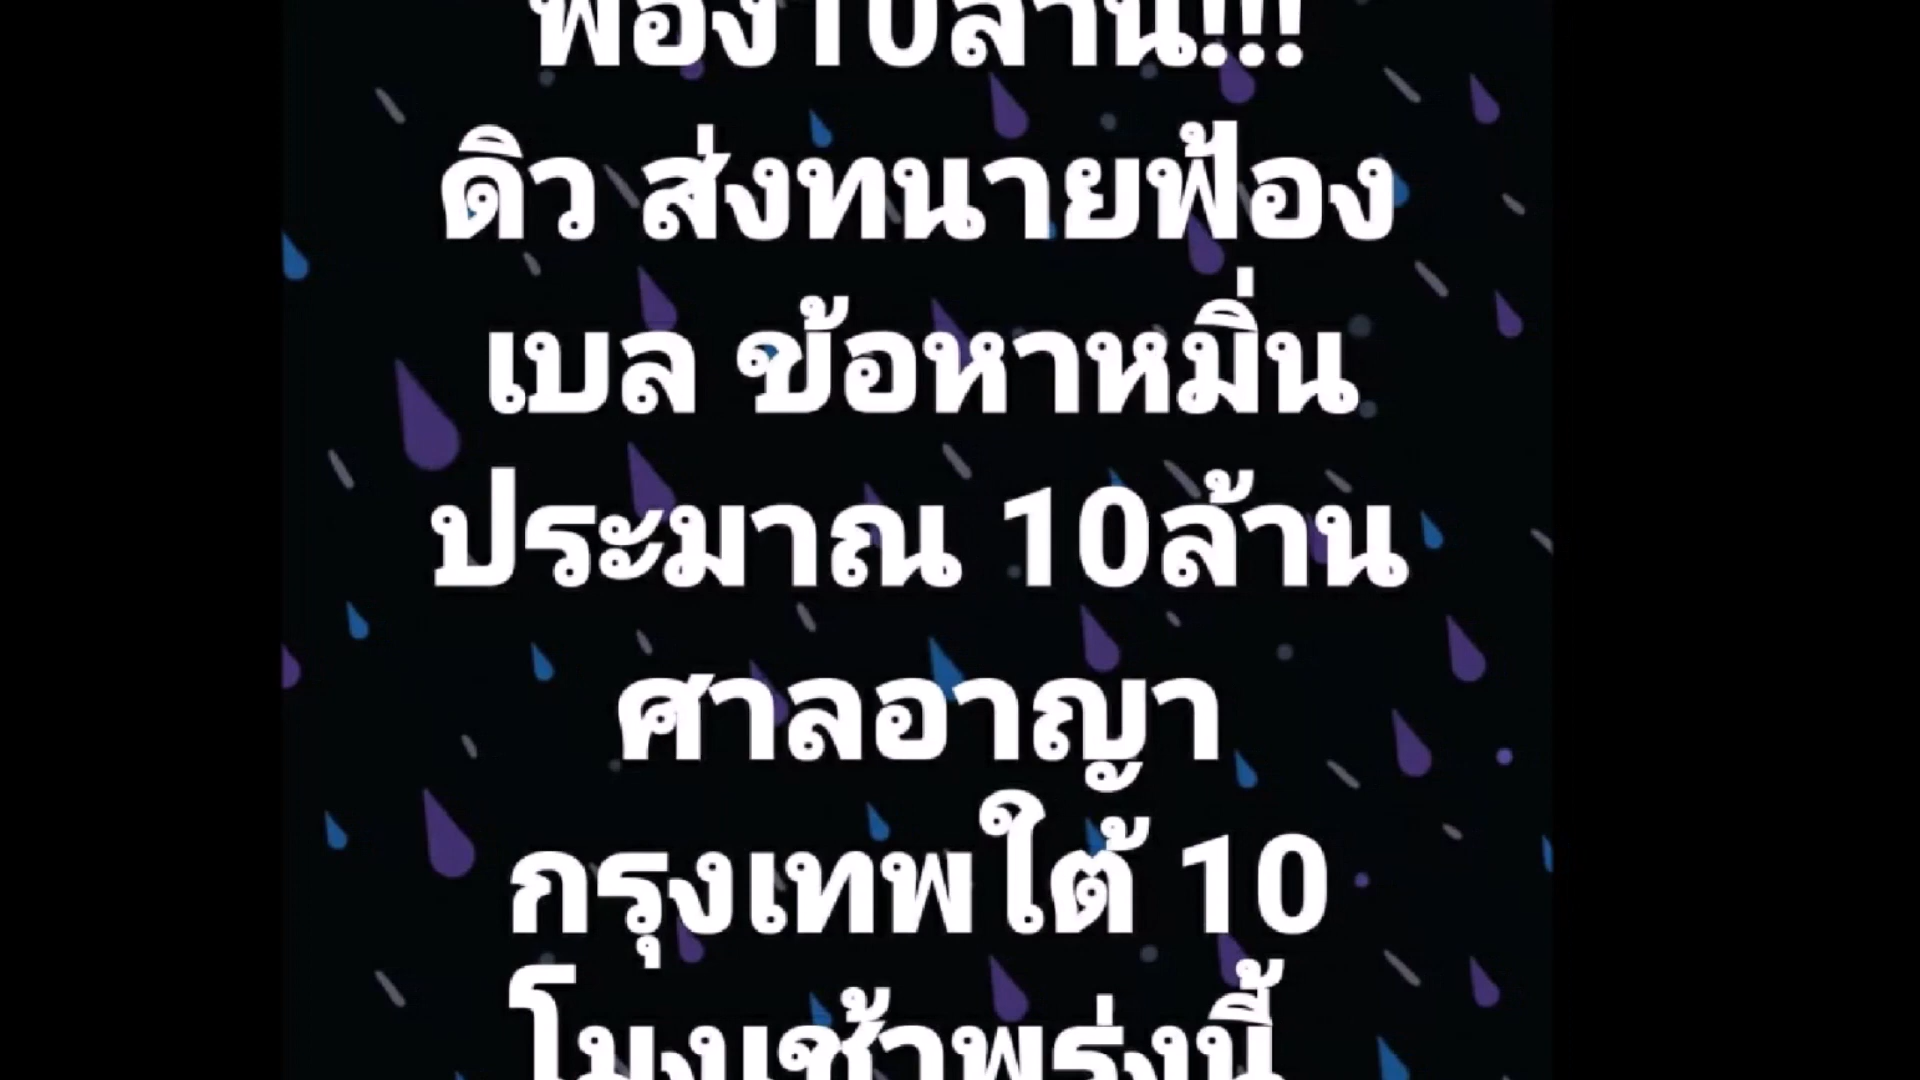 ฟ้อง10ล้าน!!!
ดิว ส่งทนายฟ้อง
เบล ข้อหาหมิ่น
ประมาณ 10ล้าน
ศาลอาญา
กรุงเทพใต้ 10
โมงเช้าพรุ่งนี้